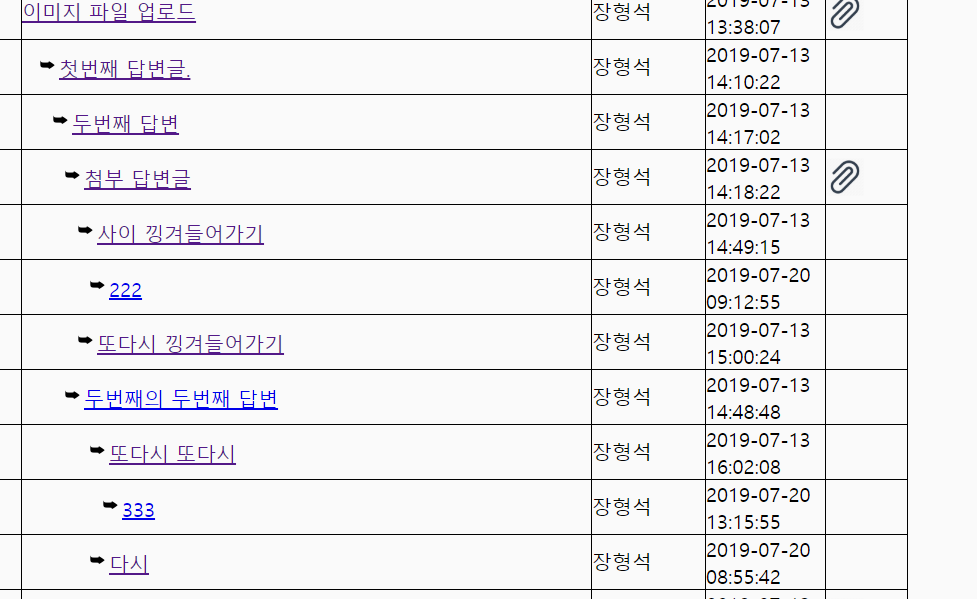 이미지 파일 업로드
장형석
2019-07-13
13:38:07
첫번째 답변글.
장형석
2019-07-13
14:10:22
두번째 답변
장형석
2019-07-13
14:17:02
첨부 답변글
장형석
2019-07-13
14:18:22
사이 낑겨들어가기
장형석
2019-07-13
14:49:15
222
장형석
2019-07-20
09:12:55
또다시 낑겨들어가기
장형석
2019-07-13
15:00:24
두번째의 두번째 답변
장형석
2019-07-13
14:48:48
또다시 또다시
장형석
2019-07-13
16:02:08
333
장형석
2019-07-20
13:15:55
다시
장형석
2019-07-20
08:55:42